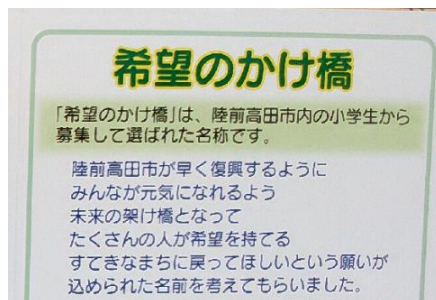 希望のかけ橋
「希望のかけ橋」は、陸前高田市内の小学生から
募集して選ばれた名称です。
陸前高田市が早く復興するように
みんなが元気になれるよう
未来の架け橋となって
たくさんの人が希望を持てる
すてきなまちに戻ってほしいという願いが
込められた名前を考えてもらいました。